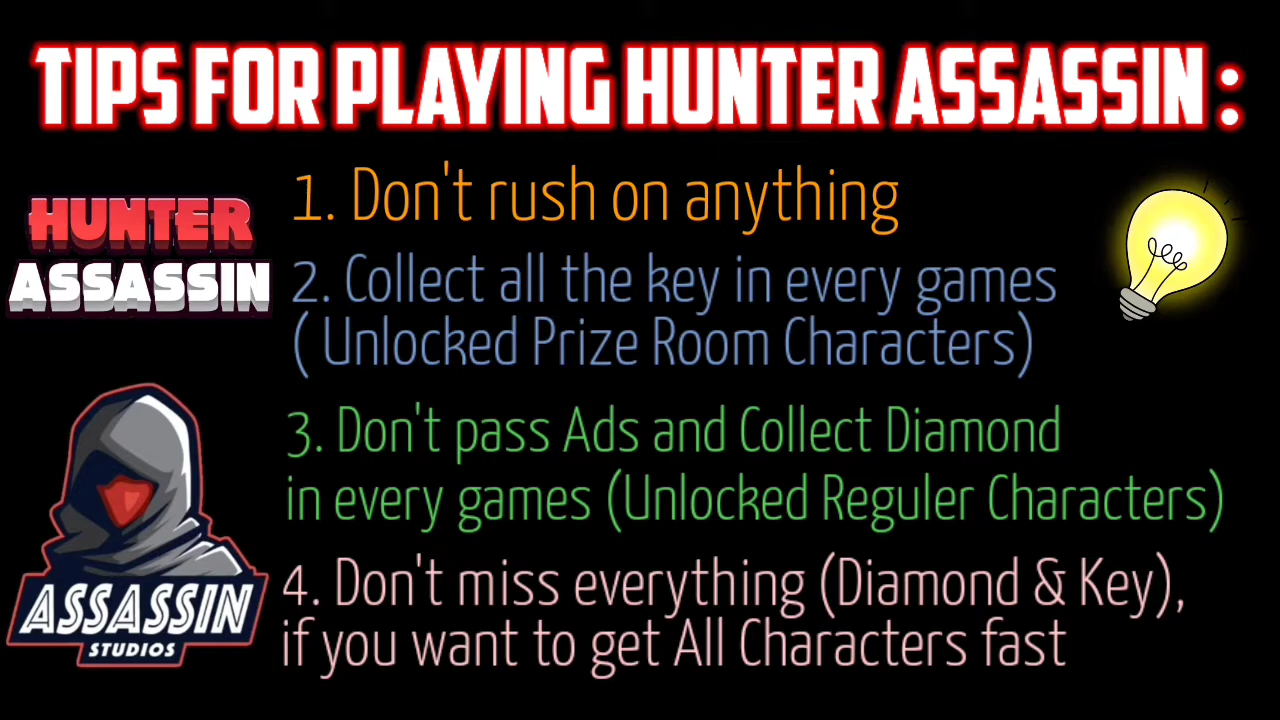 TIPS FOR PLAYING HUNTER ASSASSIN :
HUNTER
ASSASSIN
1. Don't rush on anything
2. Collect all the key in every games
( Unlocked Prize Room Characters)
3. Don't pass Ads and Collect Diamond
in every games (Unlocked Reguler Characters)
4. Don't miss everything (Diamond & Key),
if you want to get All Characters fast
ASSASSIN
STUDIOS